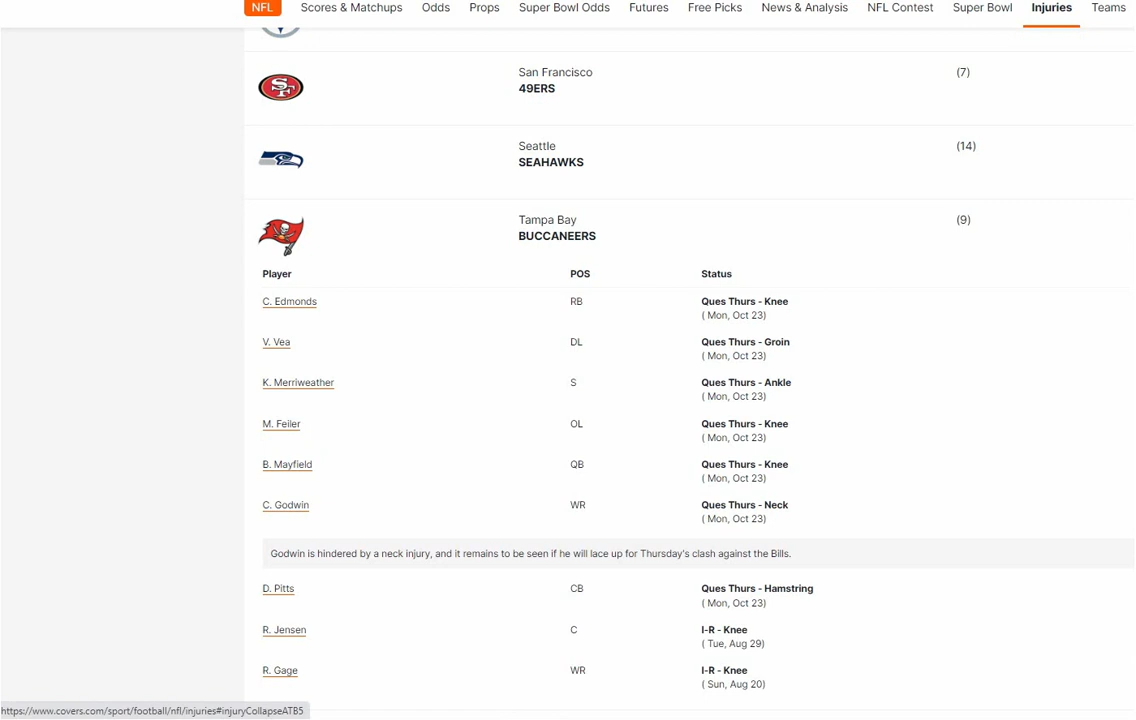 NFL Scores & Matchups Odds Props Super Bowl Odds Futures Free Picks News & Analysis NFL Contest Super Bowl Injuries Teams
San Francisco (7)
49ERS
Seattle (14)
SEAHAWKS
Tampa Bay (9)
BUCCANEERS
Player POS Status
C. Edmonds RB Ques Thurs - Knee
( Mon, Oct 23)
V. Vea DL Ques Thurs - Groin
( Mon, Oct 23)
K. Merriweather S Ques Thurs - Ankle
( Mon, Oct 23)
M. Feiler OL Ques Thurs - Knee
( Mon, Oct 23)
B. Mayfield QB Ques Thurs - Knee
( Mon, Oct 23)
C. Godwin WR Ques Thurs - Neck
( Mon, Oct 23)
Godwin is hindered by a neck injury, and it remains to be seen if he will lace up for Thursday's clash against the Bills.
D. Pitts CB Ques Thurs - Hamstring
( Mon, Oct 23)
R. Jensen C I-R - Knee
( Tue, Aug 29)
R. Gage WR I-R - Knee
( Sun, Aug 20)
https://www.covers.com/sport/football/nfl/injuries#injuryCollapseATB5